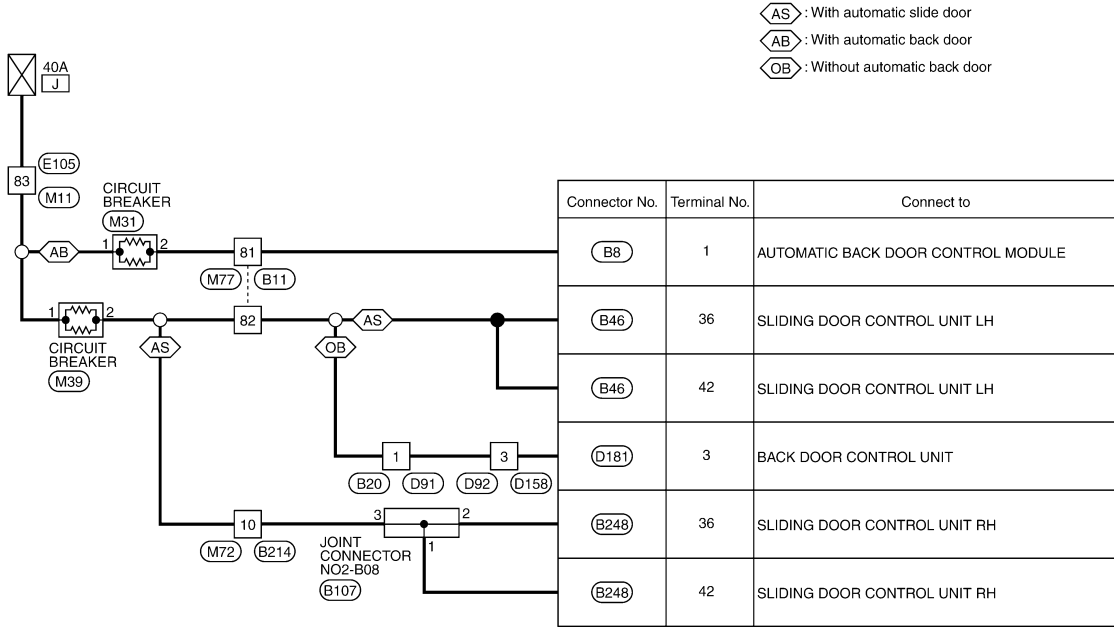 AS : With automatic slide door
AB : With automatic back door
OB : Without automatic back door
40A
J
E105
83
M11
CIRCUIT
BREAKER
M31
AB 1 2 81
M77 B11
1 2 82 AS
CIRCUIT
BREAKER
M39
AS OB
1 3
B20 D91 D92 D158
10 3 2
M72 B214
1
JOINT
CONNECTOR
NO2-B08
B107
Connector No. Terminal No. Connect to
B8 1 AUTOMATIC BACK DOOR CONTROL MODULE
B46 36 SLIDING DOOR CONTROL UNIT LH
B46 42 SLIDING DOOR CONTROL UNIT LH
D181 3 BACK DOOR CONTROL UNIT
B248 36 SLIDING DOOR CONTROL UNIT RH
B248 42 SLIDING DOOR CONTROL UNIT RH